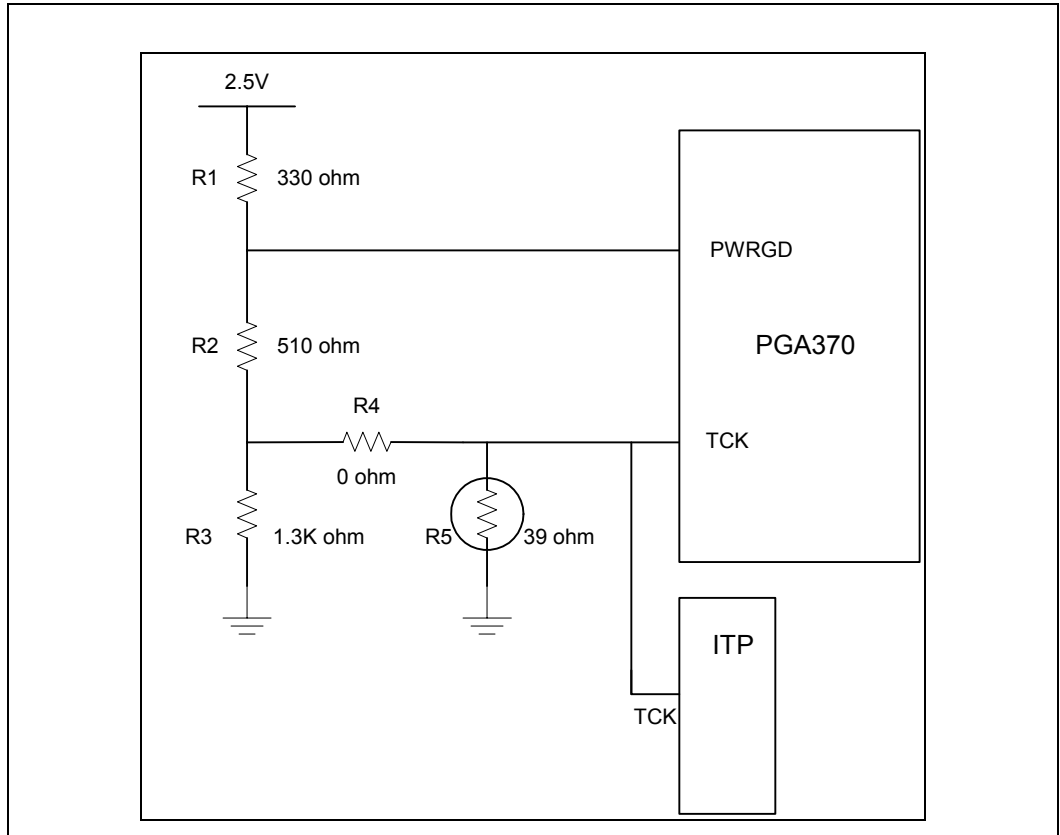 2.5V
R1 330 ohm
PWRGD
R2 510 ohm
PGA370
R4
TCK
0 ohm
R3 1.3K ohm
R5 39 ohm
ITP
TCK